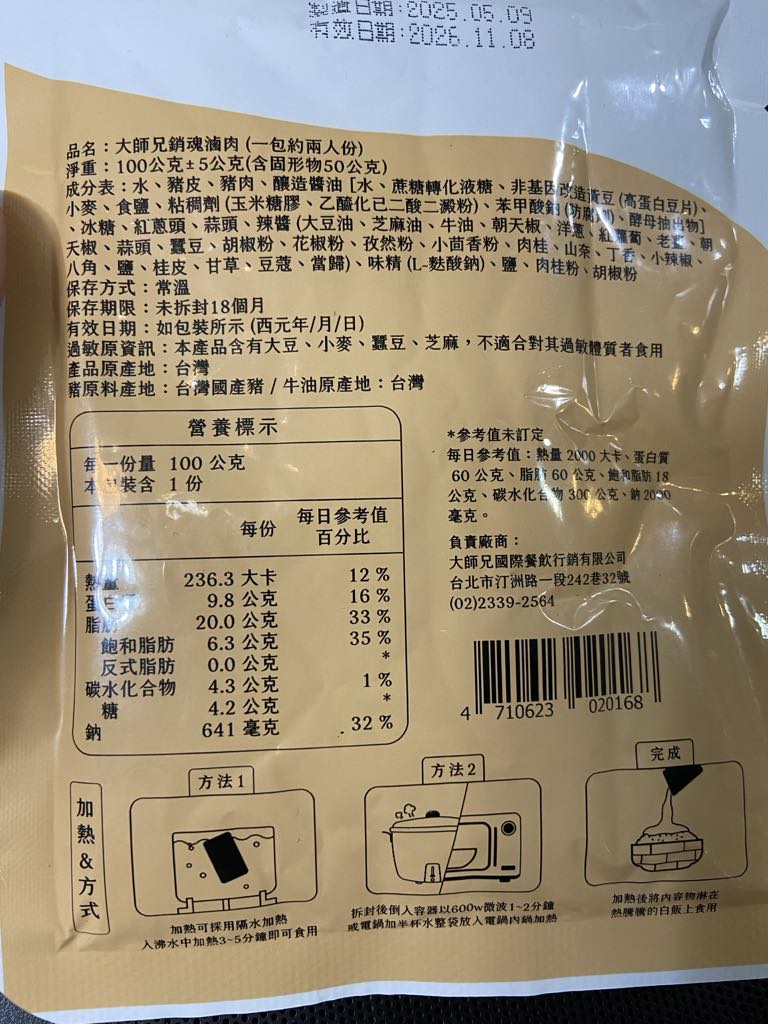 製造日期:2025.05.09
有效日期:2026.11.08
品名：大師兄銷魂滷肉 (一包約兩人份)
淨重：100公克±5公克(含固形物50公克)
成分表：水、豬皮、豬肉、釀造醬油 [水、蔗糖轉化液糖、非基因改造黃豆 (高蛋白豆片)、
小麥、食鹽、粘稠劑 (玉米糖膠、乙醯化己二酸二澱粉)、苯甲酸鈉 (防腐劑)、酵母抽出物]
、冰糖、紅蔥頭、蒜頭、辣醬 (大豆油、芝麻油、牛油、朝天椒、洋蔥、紅蘿蔔、老薑、朝
天椒、蒜頭、蠶豆、胡椒粉、花椒粉、孜然粉、小茴香粉、肉桂、山奈、丁香、小辣椒、
八角、鹽、桂皮、甘草、豆蔻、當歸)、味精 (L-麩酸鈉)、鹽、肉桂粉、胡椒粉
保存方式：常溫
保存期限：未拆封18個月
有效日期：如包裝所示 (西元年/月/日)
過敏原資訊：本產品含有大豆、小麥、蠶豆、芝麻，不適合對其過敏體質者食用
產品原產地：台灣
豬原料產地：台灣國產豬 / 牛油原產地：台灣
營養標示
每一份量 100 公克
本包裝含 1 份
每份 每日參考值百分比
熱量 236.3 大卡 12 %
蛋白質 9.8 公克 16 %
脂肪 20.0 公克 33 %
飽和脂肪 6.3 公克 35 %
反式脂肪 0.0 公克 *
碳水化合物 4.3 公克 1 %
糖 4.2 公克 *
鈉 641 毫克 32 %
*參考值未訂定
每日參考值：熱量 2000 大卡、蛋白質
60 公克、脂肪 60 公克、飽和脂肪 18
公克、碳水化合物 300 公克、鈉 2000
毫克。
負責廠商：
大師兄國際餐飲行銷有限公司
台北市汀洲路一段242巷32號
(02)2339-2564
4 710623 020168
加熱&方式
方法1
加熱可採用隔水加熱
入沸水中加熱3~5分鐘即可食用
方法2
拆封後倒入容器以600w微波1~2分鐘
或電鍋加半杯水整袋放入電鍋內鍋加熱
完成
加熱後將內容物淋在
熱騰騰的白飯上食用